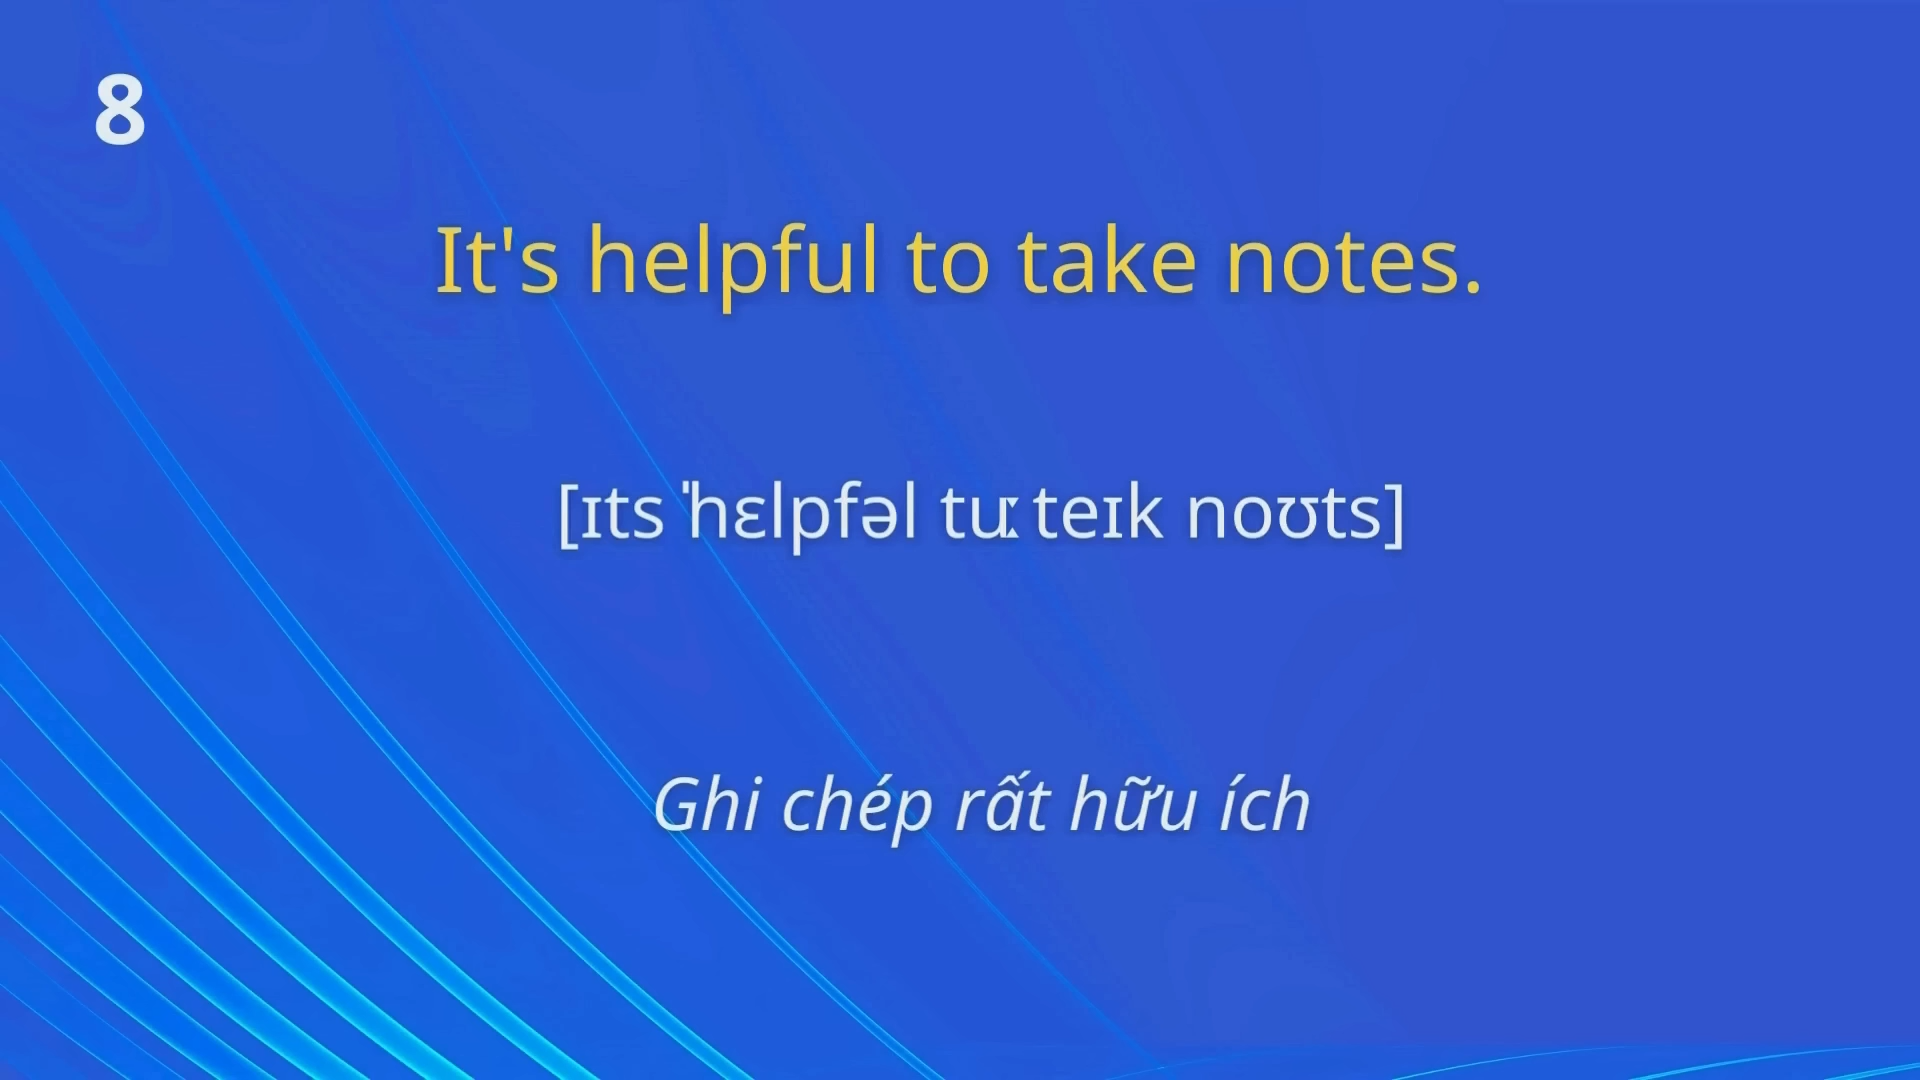 8
It's helpful to take notes.
[ɪts ˈhɛlpfəl tuː teɪk noʊts]
Ghi chép rất hữu ích